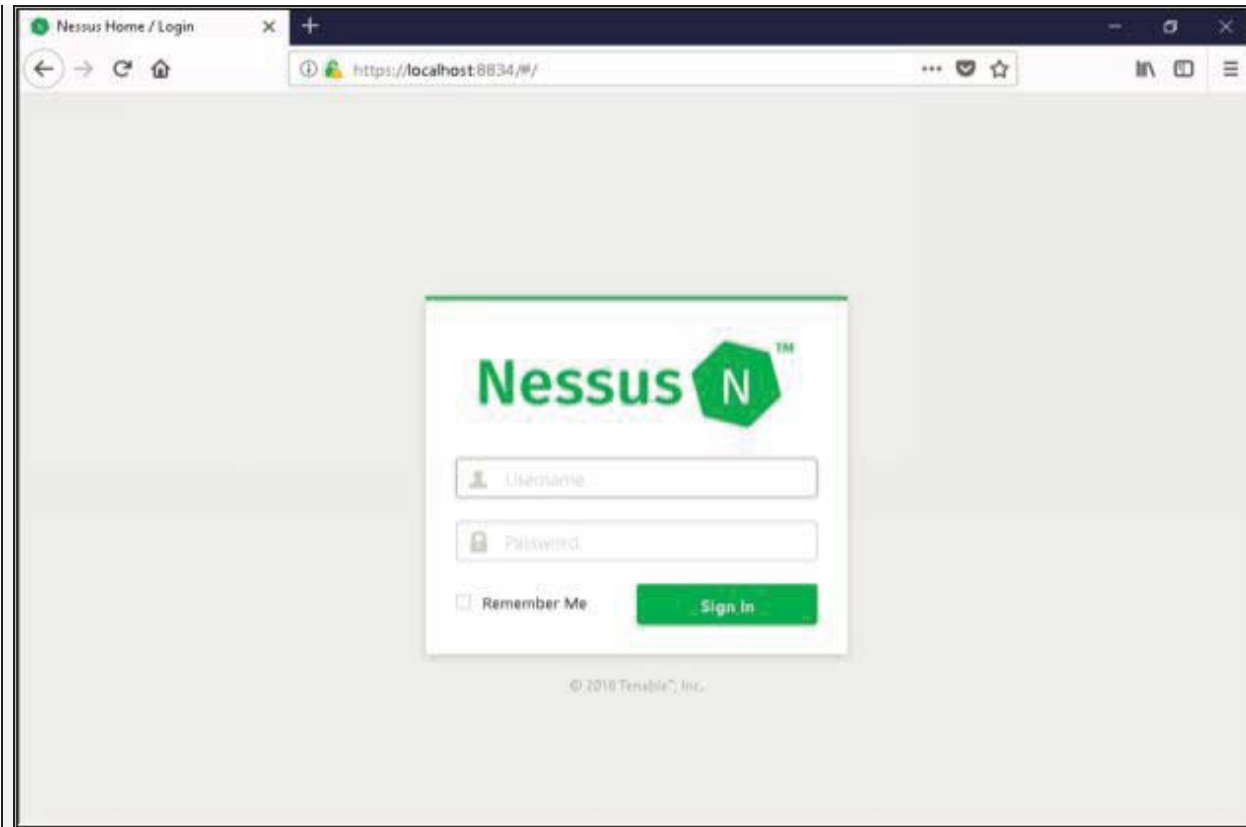 Nessus Home / Login
https://localhost:8834/#/
Nessus N ™
Username
Password
Remember Me
Sign In
© 2018 Tenable™, Inc.